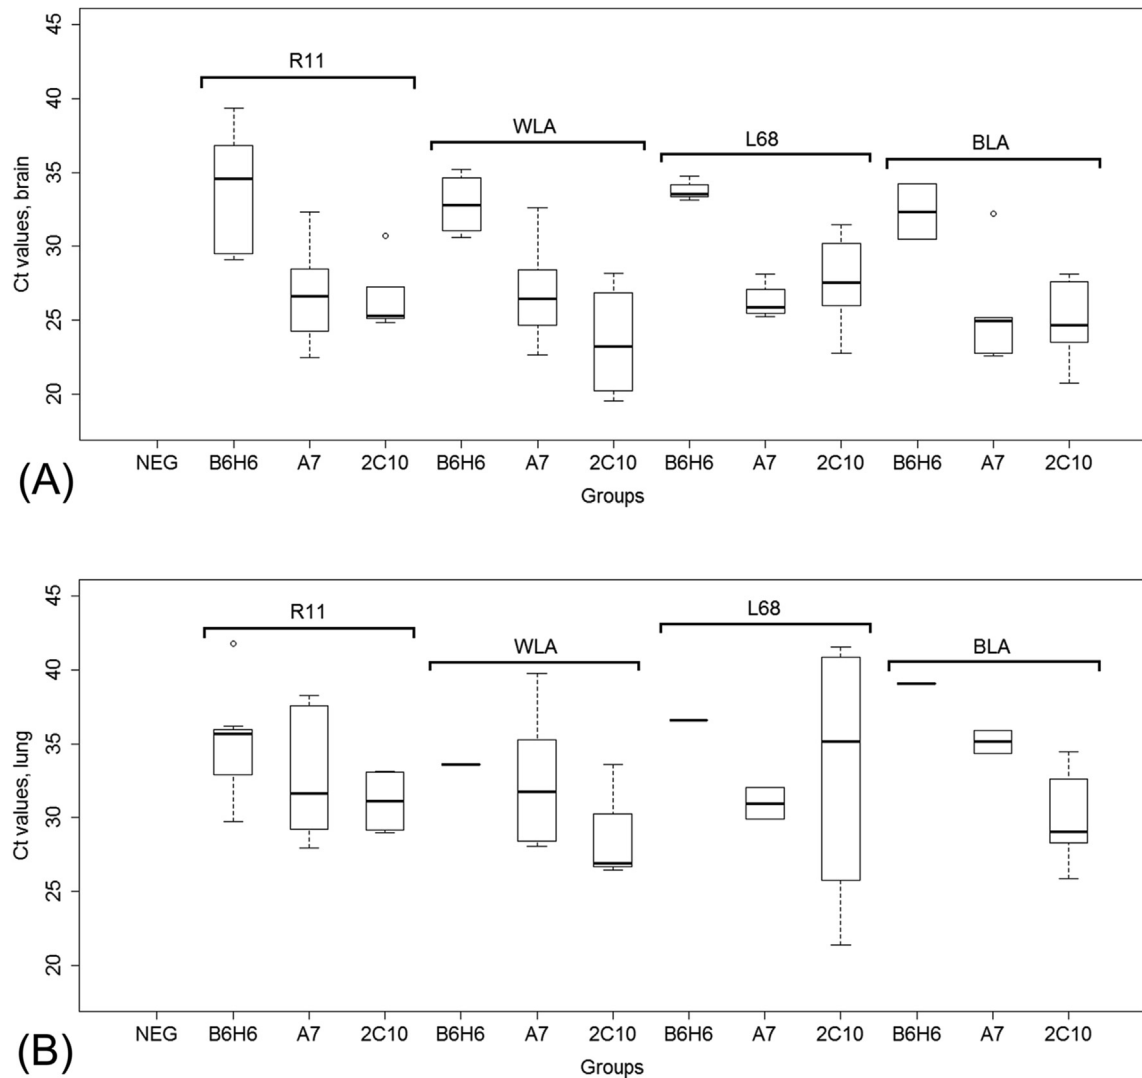 45
40
35
30
25
20
Ct values, brain
R11
WLA
L68
BLA
NEG B6H6 A7 2C10 B6H6 A7 2C10 B6H6 A7 2C10 B6H6 A7 2C10
Groups
(A)
45
40
35
30
25
20
Ct values, lung
R11
WLA
L68
BLA
NEG B6H6 A7 2C10 B6H6 A7 2C10 B6H6 A7 2C10 B6H6 A7 2C10
Groups
(B)